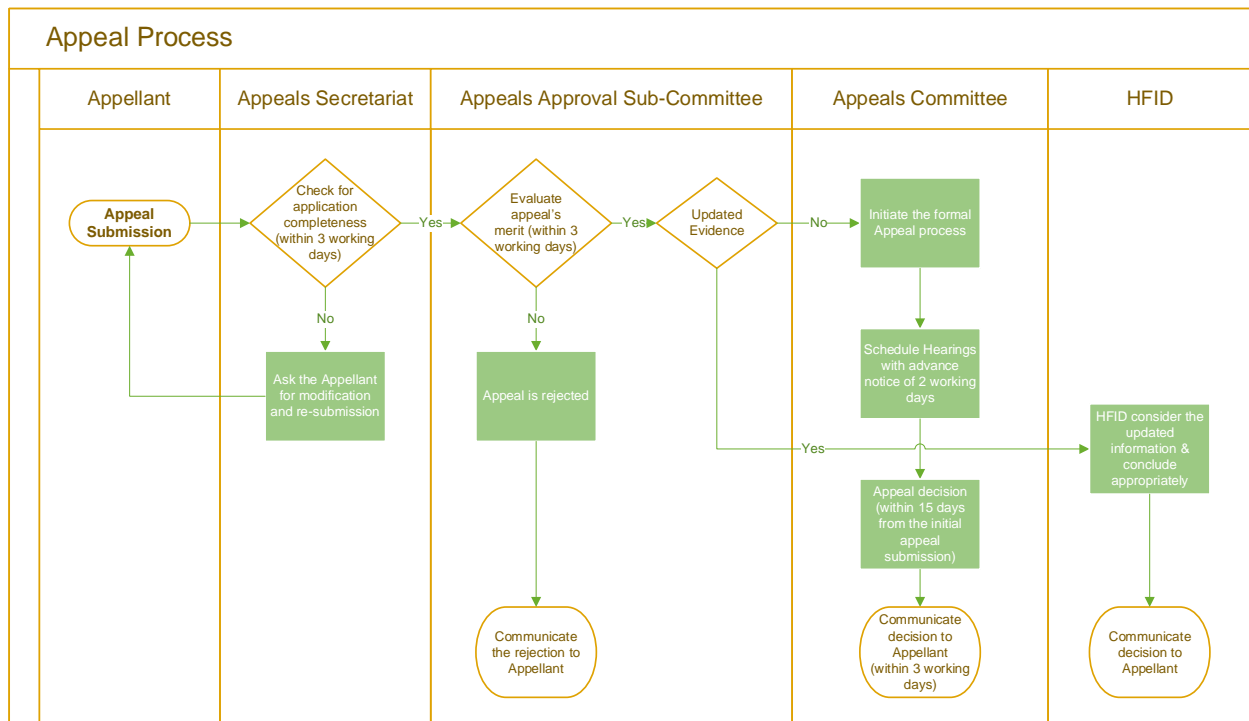 Appeal Process
Appellant
Appeals Secretariat
Appeals Approval Sub-Committee
Appeals Committee
HFID
Appeal
Submission
Check for
application
completeness
(within 3 working
days)
Yes
Evaluate
appeal's
merit (within 3
working days)
Yes
Updated
Evidence
No
Initiate the formal
Appeal process
No
Ask the Appellant
for modification
and re-submission
No
Appeal is rejected
Schedule Hearings
with advance
notice of 2 working
days
Yes
HFID consider the
updated
information &
conclude
appropriately
Appeal decision
(within 15 days
from the initial
appeal
submission)
Communicate
the rejection to
Appellant
Communicate
decision to
Appellant
(within 3 working
days)
Communicate
decision to
Appellant